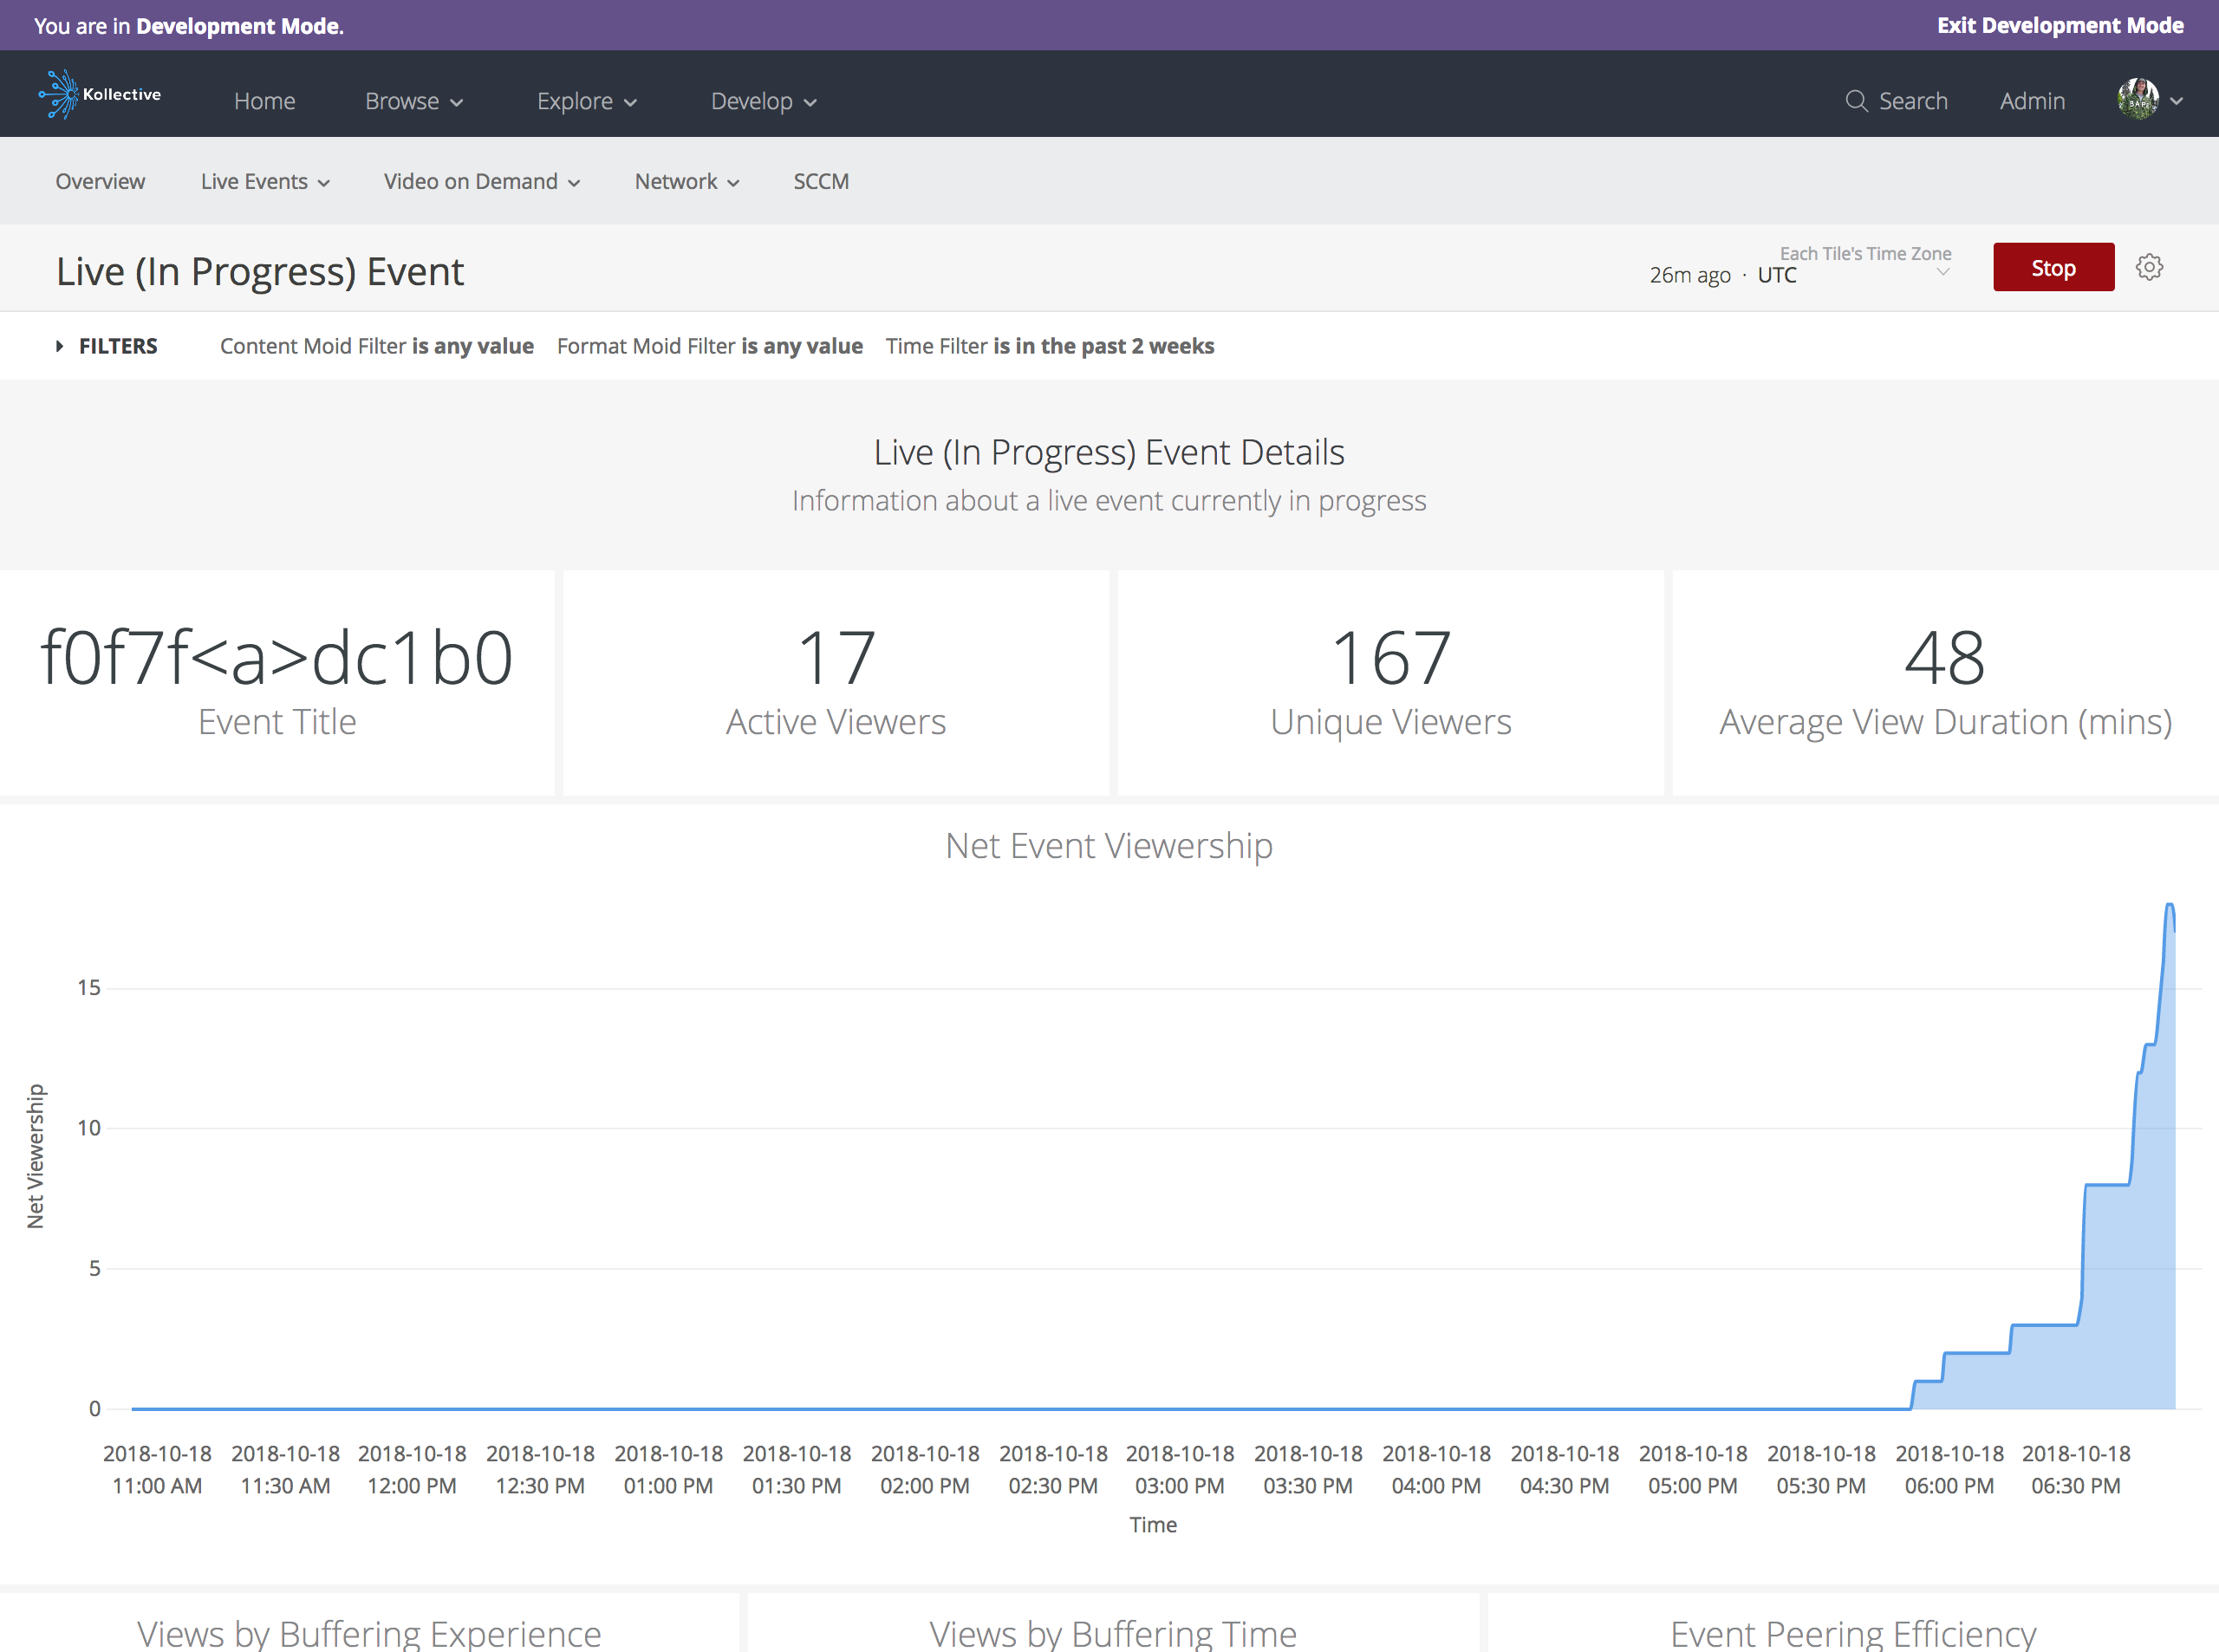 You are in Development Mode.
Exit Development Mode
Kollective
Home
Browse
Explore
Develop
Search
Admin
Overview
Live Events
Video on Demand
Network
SCCM
Live (In Progress) Event
Each Tile's Time Zone
26m ago · UTC
Stop
FILTERS
Content Moid Filter is any value
Format Moid Filter is any value
Time Filter is in the past 2 weeks
Live (In Progress) Event Details
Information about a live event currently in progress
f0f7f<a>dc1b0
Event Title
17
Active Viewers
167
Unique Viewers
48
Average View Duration (mins)
Net Event Viewership
Net Viewership
15
10
5
0
2018-10-18 11:00 AM
2018-10-18 11:30 AM
2018-10-18 12:00 PM
2018-10-18 12:30 PM
2018-10-18 01:00 PM
2018-10-18 01:30 PM
2018-10-18 02:00 PM
2018-10-18 02:30 PM
2018-10-18 03:00 PM
2018-10-18 03:30 PM
2018-10-18 04:00 PM
2018-10-18 04:30 PM
2018-10-18 05:00 PM
2018-10-18 05:30 PM
2018-10-18 06:00 PM
2018-10-18 06:30 PM
Time
Views by Buffering Experience
Views by Buffering Time
Event Peering Efficiency